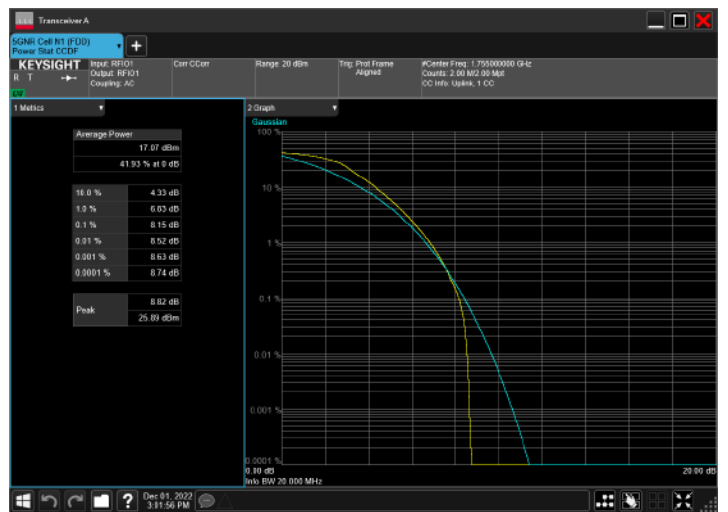 Transceiver A
5GNR Cell N1 (FDD)
Power Stat CCDF
KEYSIGHT
R T
Input: RFIO1
Output: RFIO1
Coupling: AC
Corr CCorr
Range: 20 dBm
Trig: Prdt Frame
Aligned
#Center Freq: 1.755000000 GHz
Counts: 2.00 M/2.00 Mpt
CC Info: Uplink, 1 CC
1 Metrics
Average Power
17.07 dBm
41.93 % at 0 dB
10.0 % 4.33 dB
1.0 % 6.63 dB
0.1 % 8.15 dB
0.01 % 8.52 dB
0.001 % 8.63 dB
0.0001 % 8.74 dB
Peak
8.82 dB
25.89 dBm
2 Graph
Gaussian
100 %
10 %
1 %
0.1 %
0.01 %
0.001 %
0.0001 %
0.00 dB
20.00 dB
Info BW 20.000 MHz
?
Dec 01, 2022
3:31:56 PM